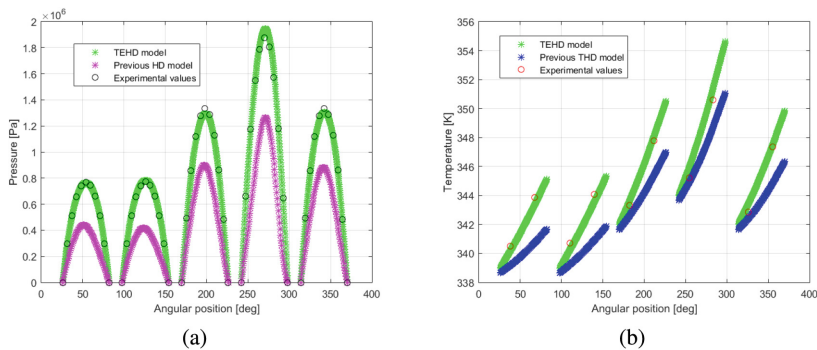 ×10⁶
2
1.8
1.6
1.4
1.2
1
0.8
0.6
0.4
0.2
0
Pressure [Pa]
TEHD model
Previous HD model
Experimental values
0 50 100 150 200 250 300 350 400
Angular position [deg]
(a)
356
354
352
350
348
346
344
342
340
338
Temperature [K]
TEHD model
Previous THD model
Experimental values
0 50 100 150 200 250 300 350 400
Angular position [deg]
(b)